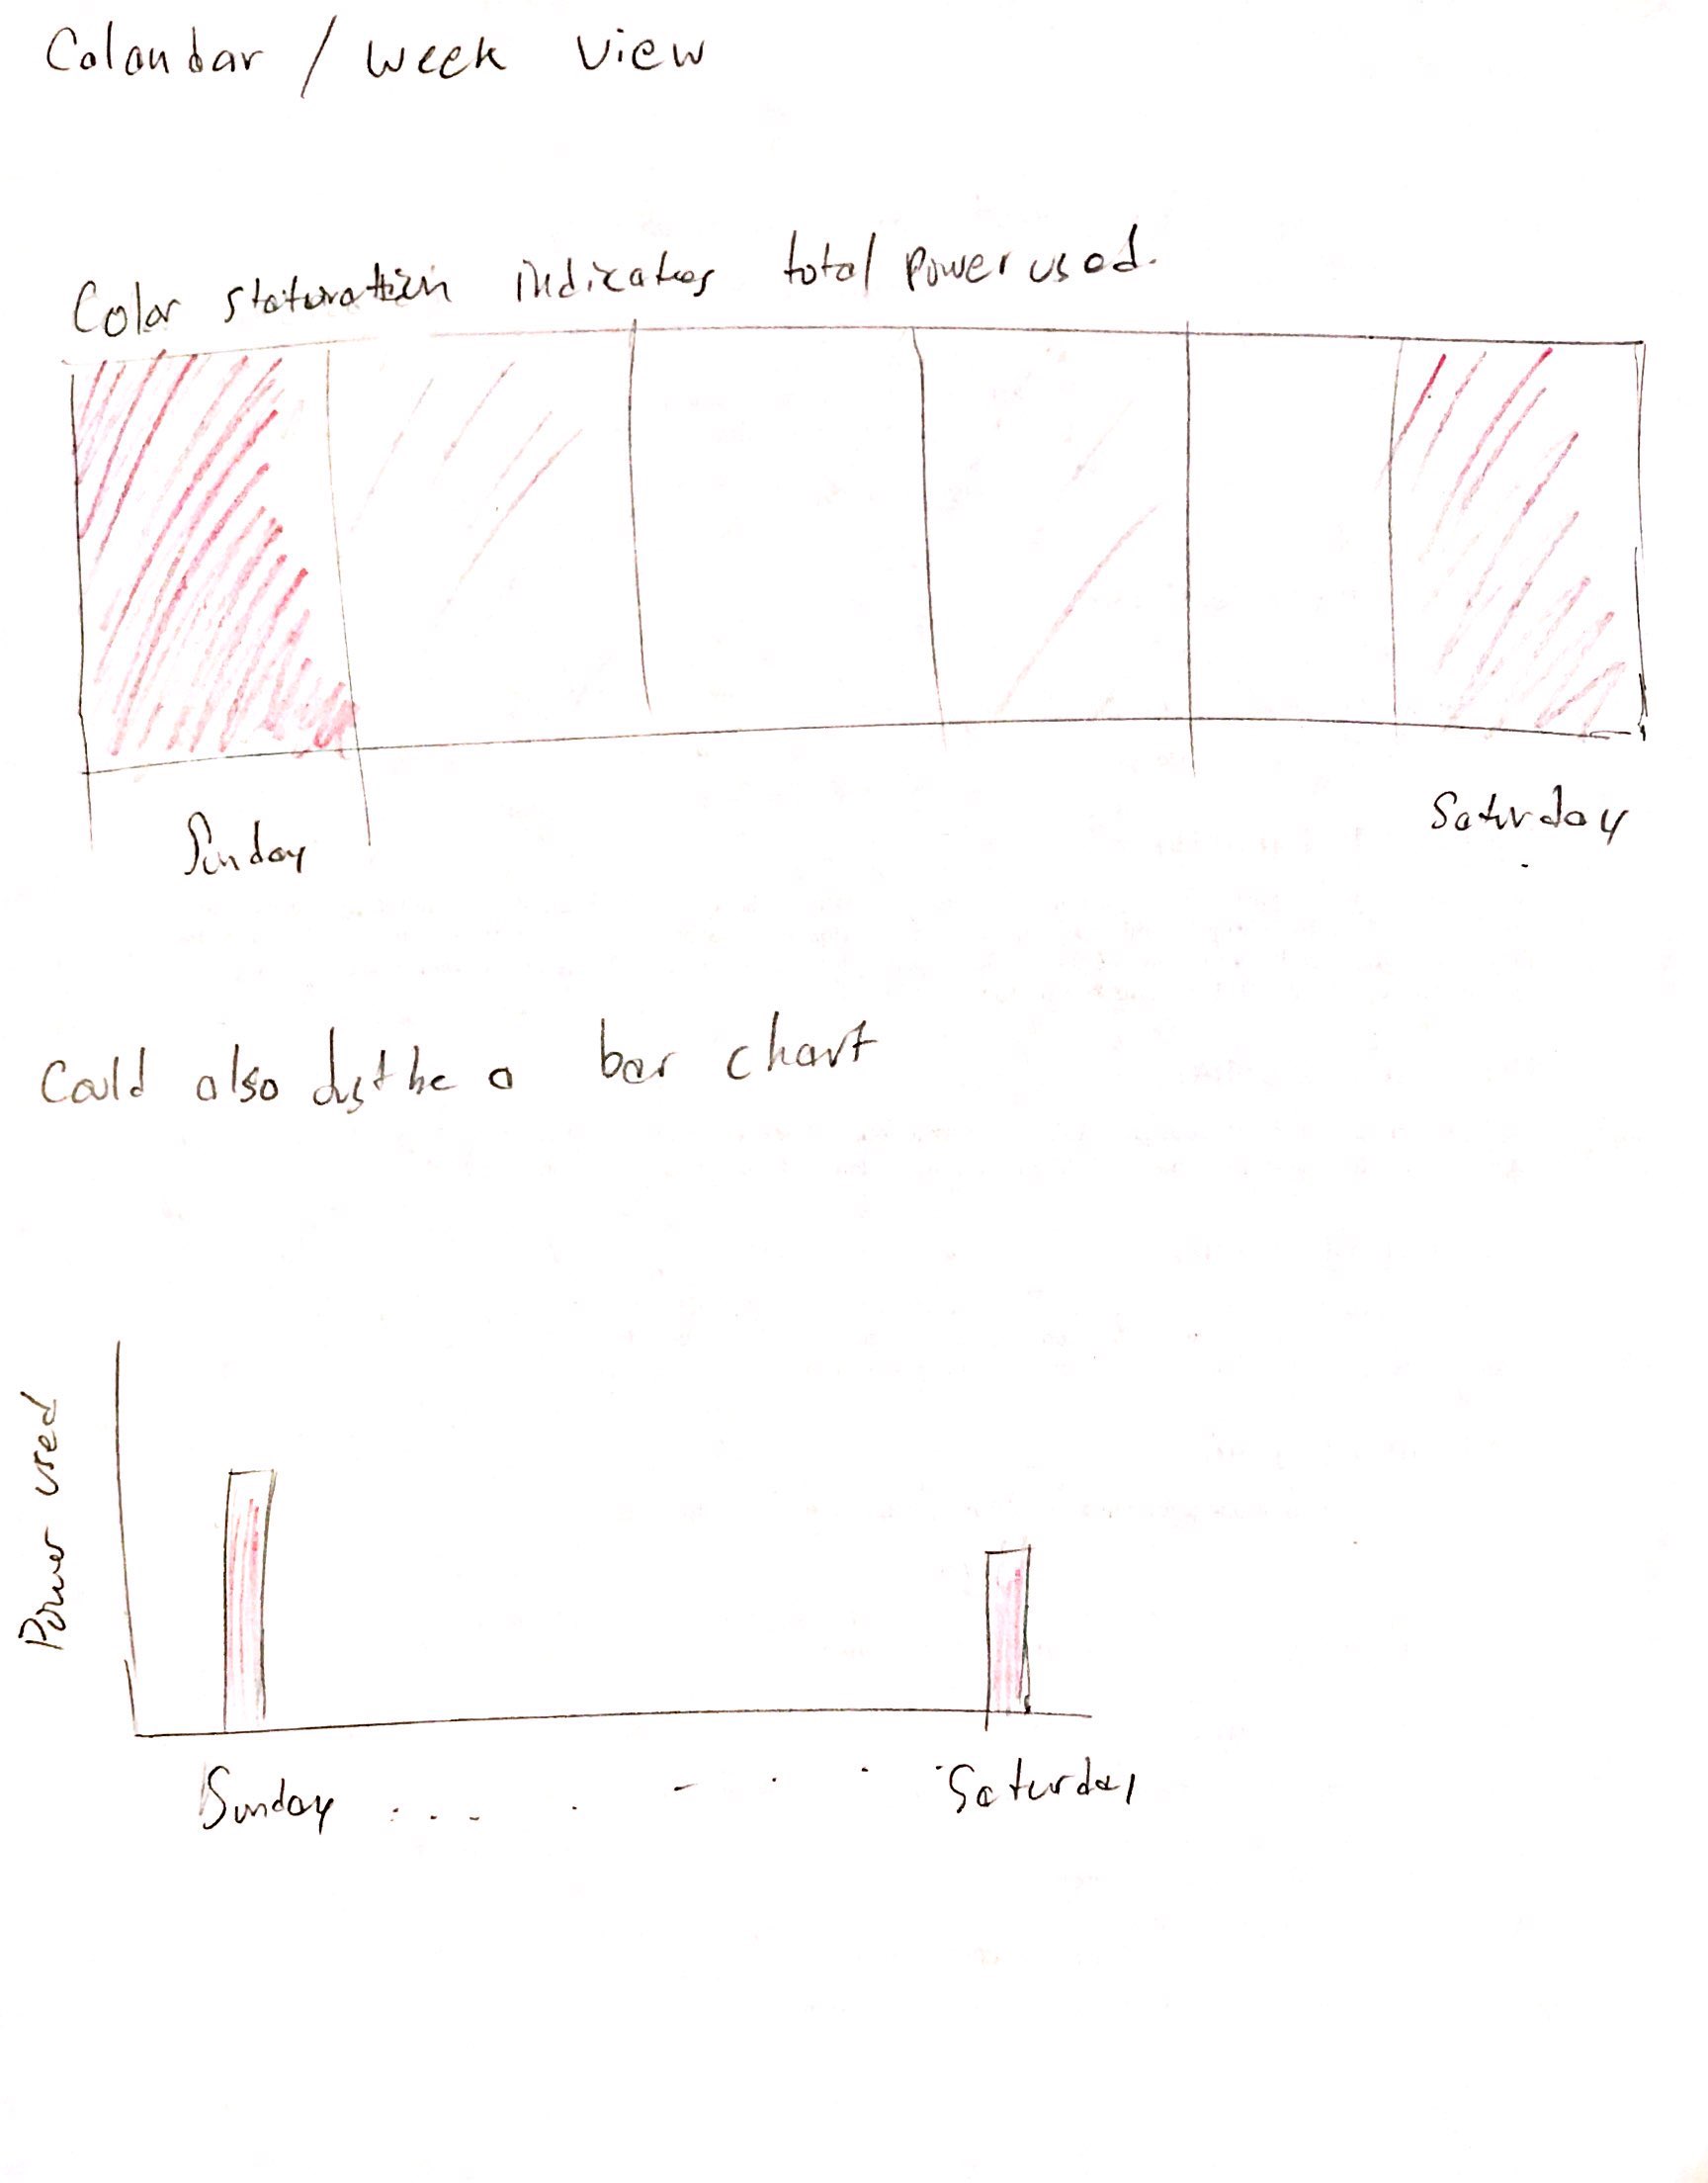 Calandar / week view
Color staturation indicates total power used.
Sunday
Saturday
Could also just be a bar chart
Power used
Sunday
Saturday